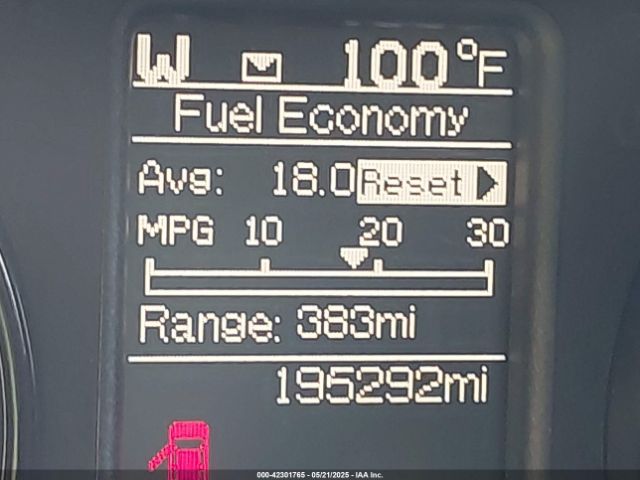 W 100°F
Fuel Economy
Avg: 18.0 Reset
MPG 10 20 30
Range: 383mi
195292mi
000-42301765 - 05/21/2025 - IAA Inc.